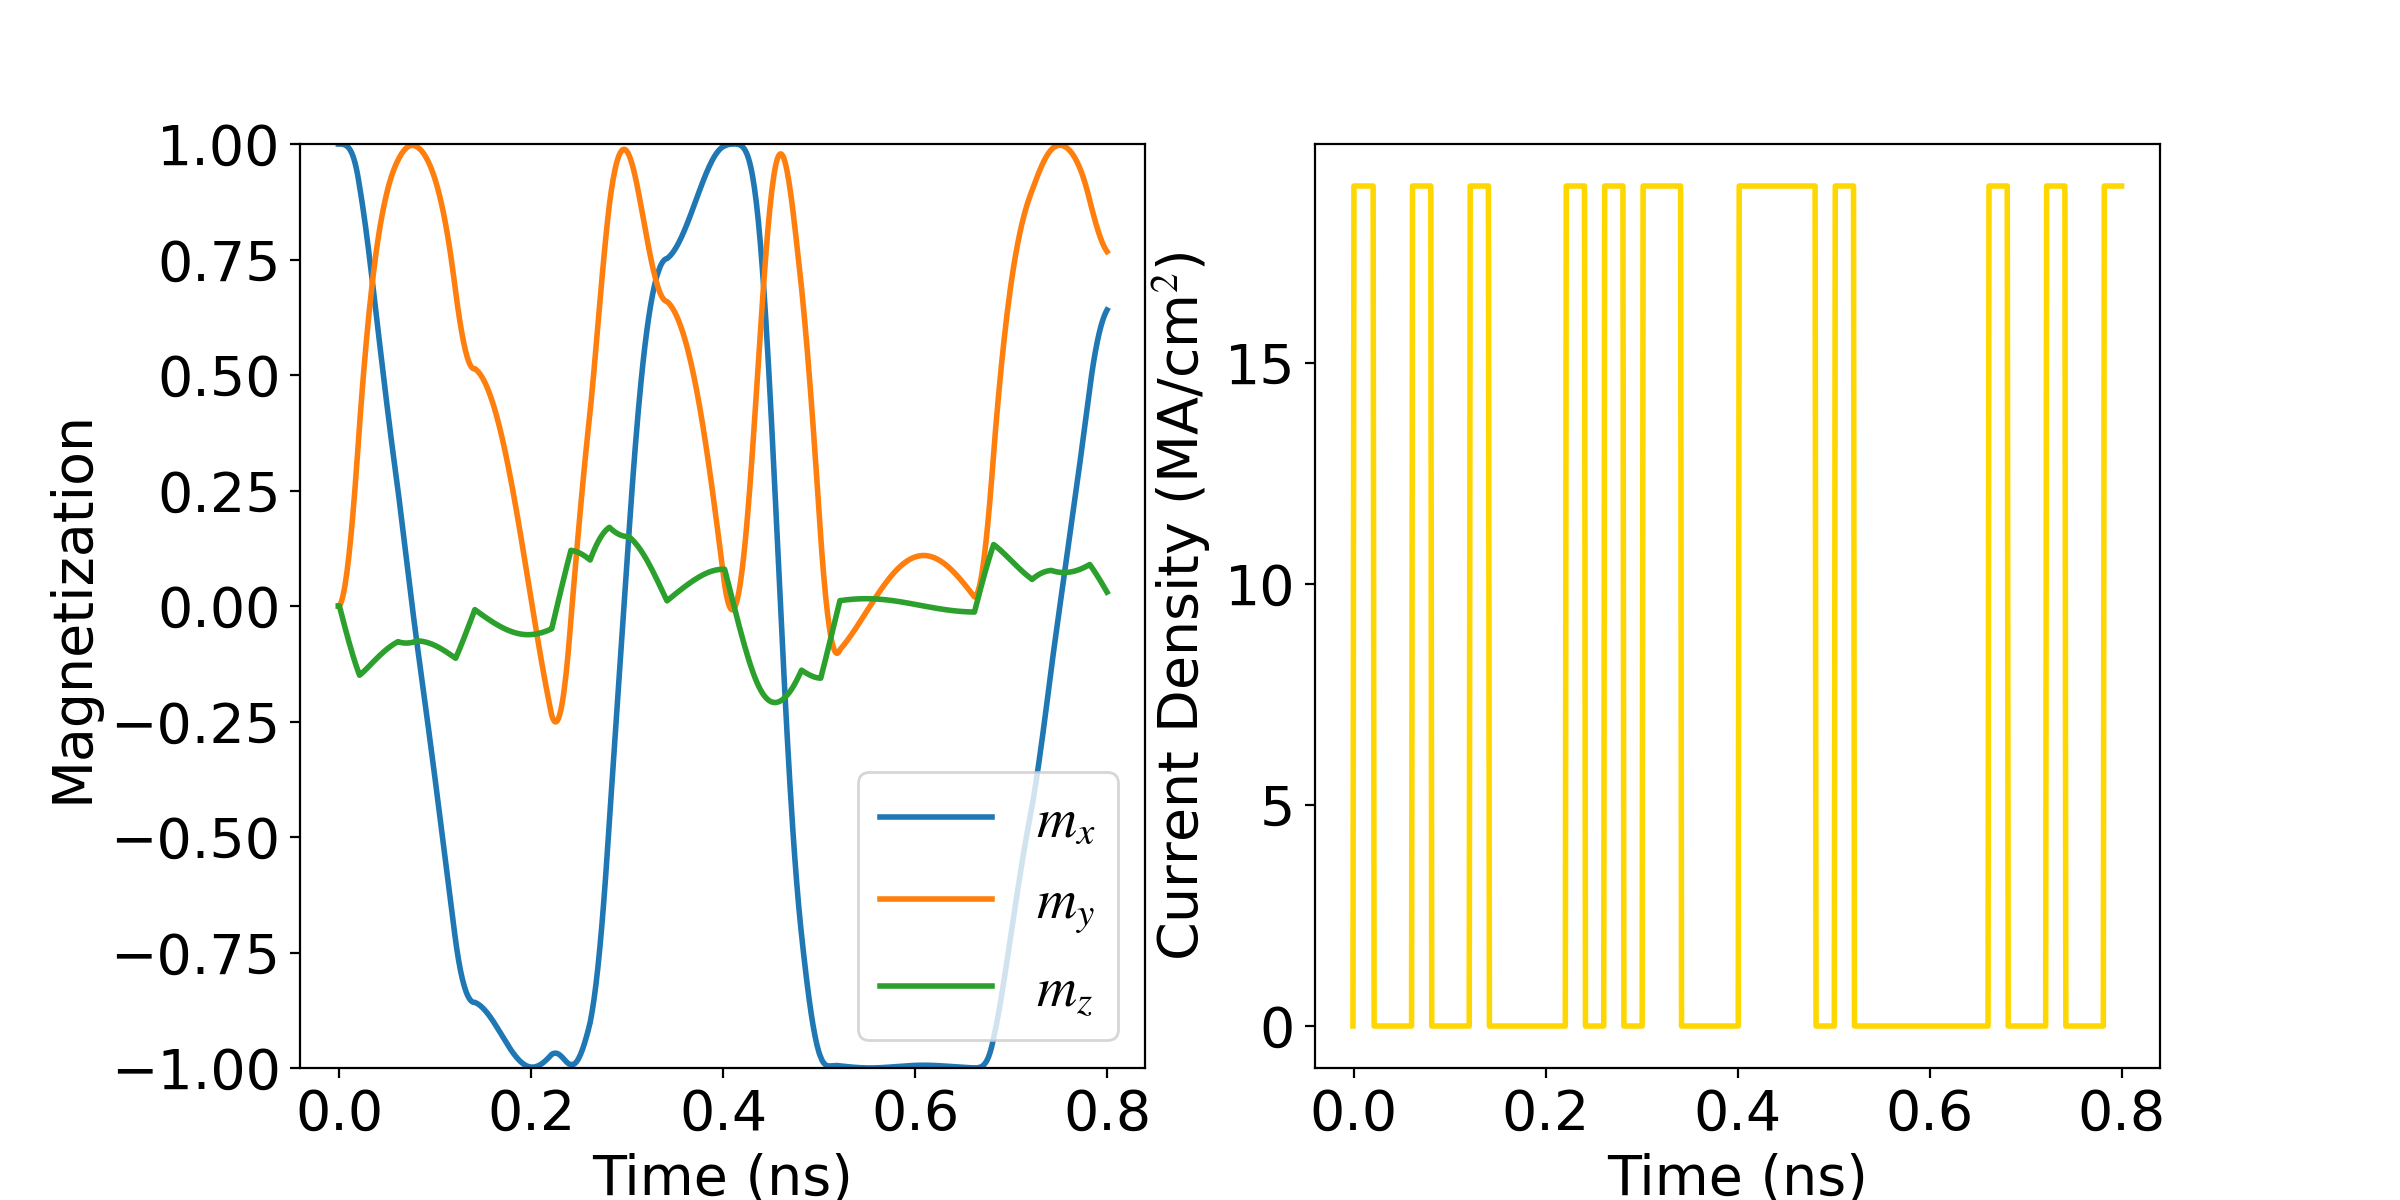 1.00
0.75
0.50
0.25
0.00
−0.25
−0.50
−0.75
−1.00
Magnetization
0.0 0.2 0.4 0.6 0.8
Time (ns)
m_x
m_y
m_z
Current Density (MA/cm²)
15
10
5
0
0.0 0.2 0.4 0.6 0.8
Time (ns)